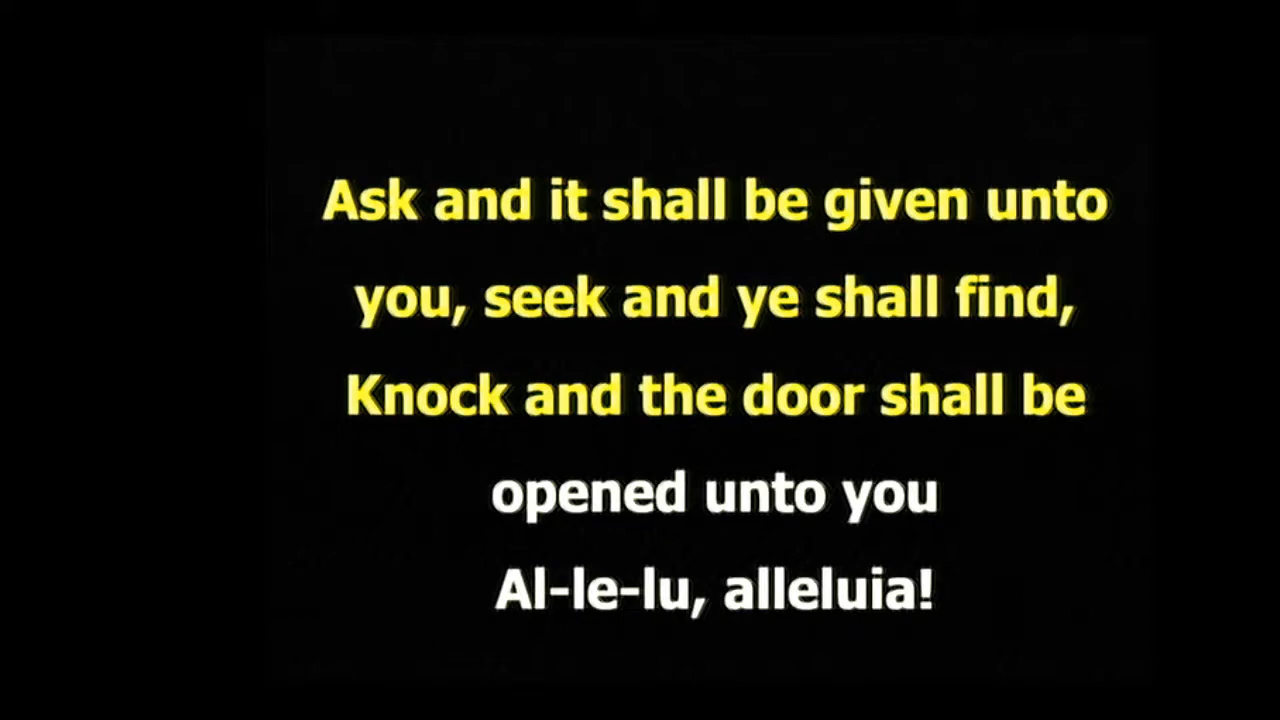 Ask and it shall be given unto
you, seek and ye shall find,
Knock and the door shall be
opened unto you
Al-le-lu, alleluia!